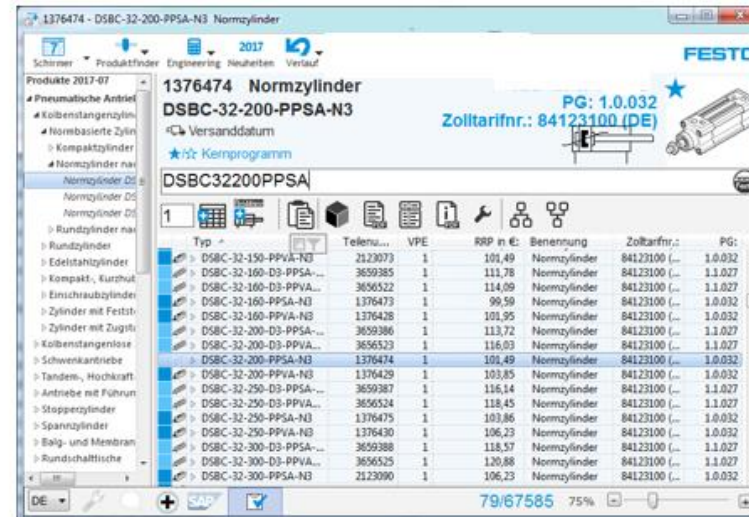 1376474 - DSBC-32-200-PPSA-N3 Normzylinder
7
2017
Schirmer Produktfinder Engineering Neuheiten Verlauf
FESTO
Produkte 2017-07
Pneumatische Antriel
Kolbenstangenzylin
Normbasierte Zylin
Kompaktzylinder
Normzylinder na
Normzylinder DS
Normzylinder DS
Normzylinder DS
Rundzylinder na
Rundzylinder
Edelstahlzylinder
Kompakt-, Kurzhut
Einschraubzylinder
Zylinder mit Festst
Zylinder mit Zugst
Kolbenstangenlose
Schwenkantriebe
Tandem-, Hochkraft
Antriebe mit Führun
Stopperzylinder
Spannzylinder
Balg- und Membran
Rundschalttische
1376474 Normzylinder
DSBC-32-200-PPSA-N3
Versanddatum
Kernprogramm
PG: 1.0.032
Zolltarifnr.: 84123100 (DE)
DSBC32200PPSA
1
Typ Teilenu... VPE RRP in €: Benennung Zolltarifnr.: PG:
DSBC-32-150-PPVA-N3 2123073 1 101,49 Normzylinder 84123100 (... 1.0.032
DSBC-32-160-D3-PPSA-... 3659385 1 111,78 Normzylinder 84123100 (... 1.1.027
DSBC-32-160-D3-PPVA... 3656522 1 114,09 Normzylinder 84123100 (... 1.1.027
DSBC-32-160-PPSA-N3 1376473 1 99,59 Normzylinder 84123100 (... 1.0.032
DSBC-32-160-PPVA-N3 1376428 1 101,95 Normzylinder 84123100 (... 1.0.032
DSBC-32-200-D3-PPSA-... 3659386 1 113,72 Normzylinder 84123100 (... 1.1.027
DSBC-32-200-D3-PPVA... 3656523 1 116,03 Normzylinder 84123100 (... 1.1.027
DSBC-32-200-PPSA-N3 1376474 1 101,49 Normzylinder 84123100 (... 1.0.032
DSBC-32-200-PPVA-N3 1376429 1 103,85 Normzylinder 84123100 (... 1.0.032
DSBC-32-250-D3-PPSA-... 3659387 1 116,14 Normzylinder 84123100 (... 1.1.027
DSBC-32-250-D3-PPVA... 3656524 1 118,45 Normzylinder 84123100 (... 1.1.027
DSBC-32-250-PPSA-N3 1376475 1 103,86 Normzylinder 84123100 (... 1.0.032
DSBC-32-250-PPVA-N3 1376430 1 106,23 Normzylinder 84123100 (... 1.0.032
DSBC-32-300-D3-PPSA-... 3659388 1 118,57 Normzylinder 84123100 (... 1.1.027
DSBC-32-300-D3-PPVA... 3656525 1 120,88 Normzylinder 84123100 (... 1.1.027
DSBC-32-300-PPSA-N3 2123090 1 106,23 Normzylinder 84123100 (... 1.0.032
DE SAP 79/67585 75%